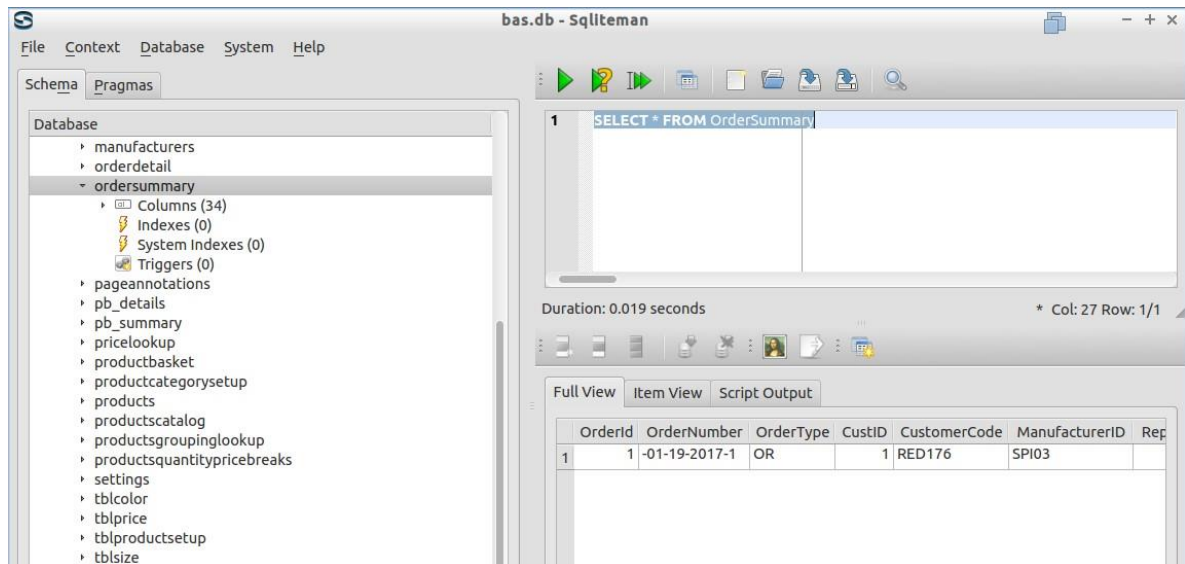 bas.db - Sqliteman
File Context Database System Help
Schema Pragmas
Database
manufacturers
orderdetail
ordersummary
Columns (34)
Indexes (0)
System Indexes (0)
Triggers (0)
pageannotations
pb_details
pb_summary
pricelookup
productbasket
productcategorysetup
products
productscatalog
productsgroupinglookup
productsquantitypricebreaks
settings
tblcolor
tblprice
tblproductsetup
tblsize
1 SELECT * FROM OrderSummary
Duration: 0.019 seconds * Col: 27 Row: 1/1
Full View Item View Script Output
OrderId OrderNumber OrderType CustID CustomerCode ManufacturerID Rep
1 1 -01-19-2017-1 OR 1 RED176 SPI03